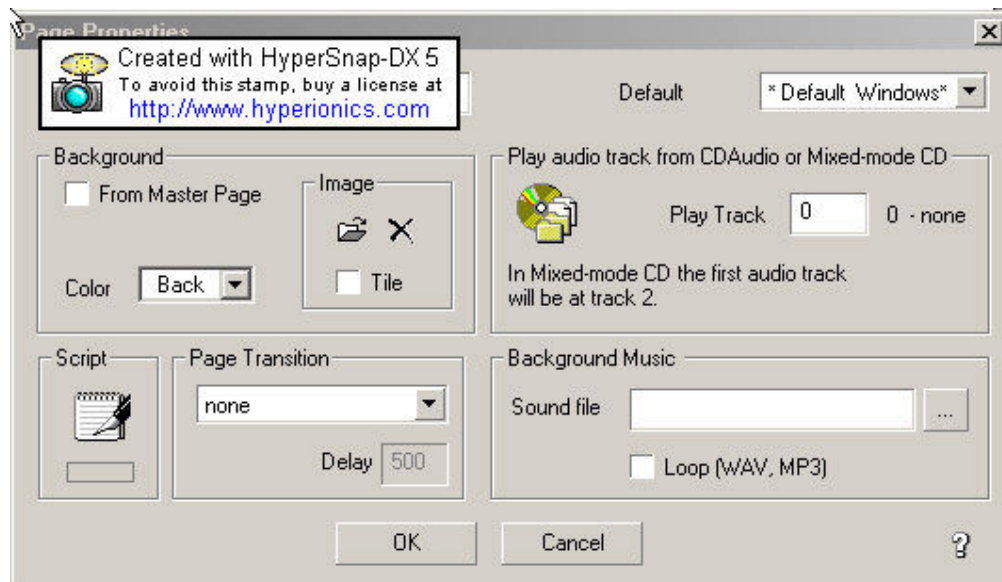 Page Properties
Created with HyperSnap-DX 5
To avoid this stamp, buy a license at
http://www.hyperionics.com
Default * Default Windows*
Background
From Master Page
Image
Color Back
Tile
Play audio track from CDAudio or Mixed-mode CD
Play Track 0 0 - none
In Mixed-mode CD the first audio track
will be at track 2.
Script
Page Transition
none
Delay 500
Background Music
Sound file ...
Loop (WAV, MP3)
OK Cancel
?